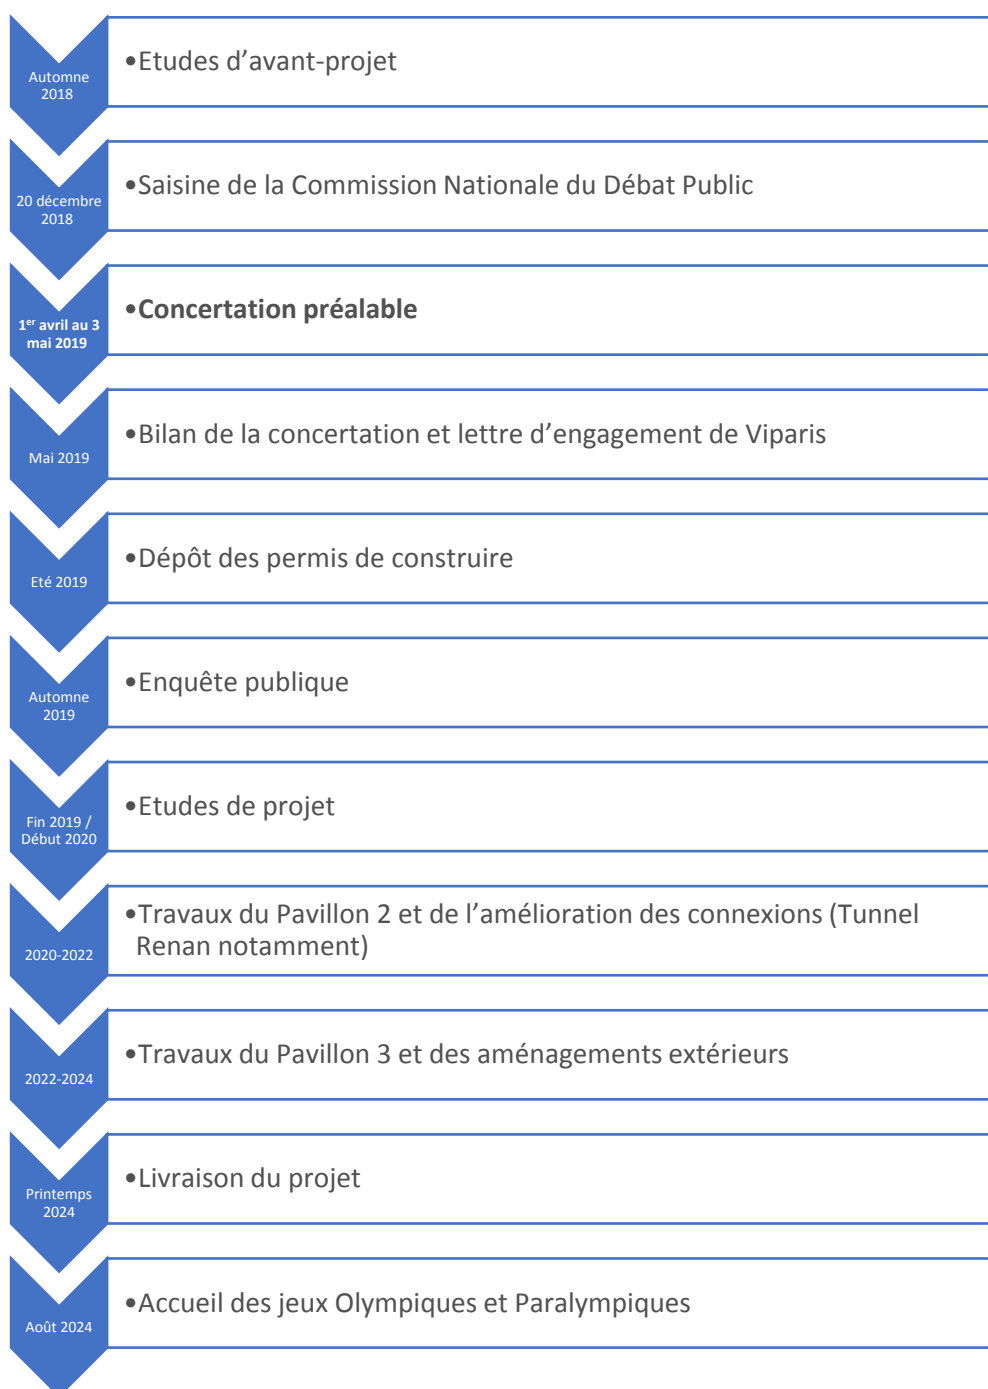 Automne
2018
•Etudes d’avant-projet
20 décembre
2018
•Saisine de la Commission Nationale du Débat Public
1er avril au 3
mai 2019
•Concertation préalable
Mai 2019
•Bilan de la concertation et lettre d’engagement de Viparis
Eté 2019
•Dépôt des permis de construire
Automne
2019
•Enquête publique
Fin 2019 /
Début 2020
•Etudes de projet
2020-2022
•Travaux du Pavillon 2 et de l’amélioration des connexions (Tunnel
Renan notamment)
2022-2024
•Travaux du Pavillon 3 et des aménagements extérieurs
Printemps
2024
•Livraison du projet
Août 2024
•Accueil des jeux Olympiques et Paralympiques